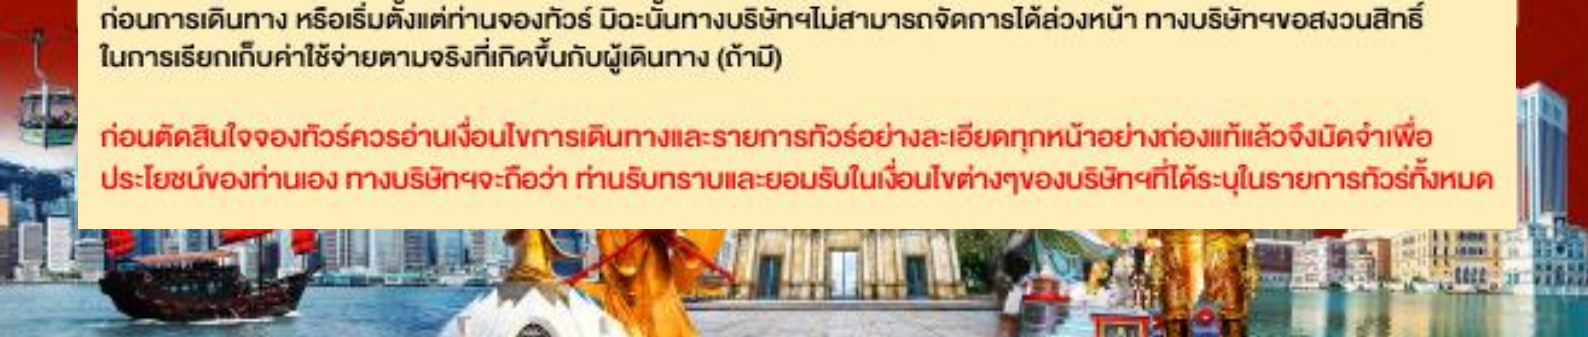 ก่อนการเดินทาง หรือเริ่มตั้งแต่ท่านจองทัวร์ มิฉะนั้นทางบริษัทฯไม่สามารถจัดการได้ล่วงหน้า ทางบริษัทฯขอสงวนสิทธิ์
ในการเรียกเก็บค่าใช้จ่ายตามจริงที่เกิดขึ้นกับผู้เดินทาง (ถ้ามี)
ก่อนตัดสินใจจองทัวร์ควรอ่านเงื่อนไขการเดินทางและรายการทัวร์อย่างละเอียดทุกหน้าอย่างถ่องแท้แล้วจึงมัดจำเพื่อ
ประโยชน์ของท่านเอง ทางบริษัทฯจะถือว่า ท่านรับทราบและยอมรับในเงื่อนไขต่างๆของบริษัทฯที่ได้ระบุในรายการทัวร์ทั้งหมด